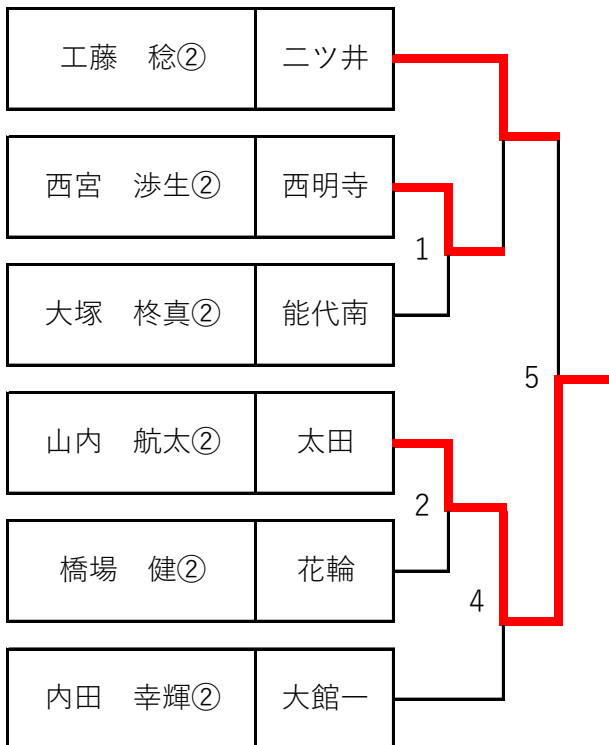 工藤　稔② 二ツ井
西宮　渉生② 西明寺
1
大塚　柊真② 能代南
5
山内　航太② 太田
2
橋場　健② 花輪
4
内田　幸輝② 大館一